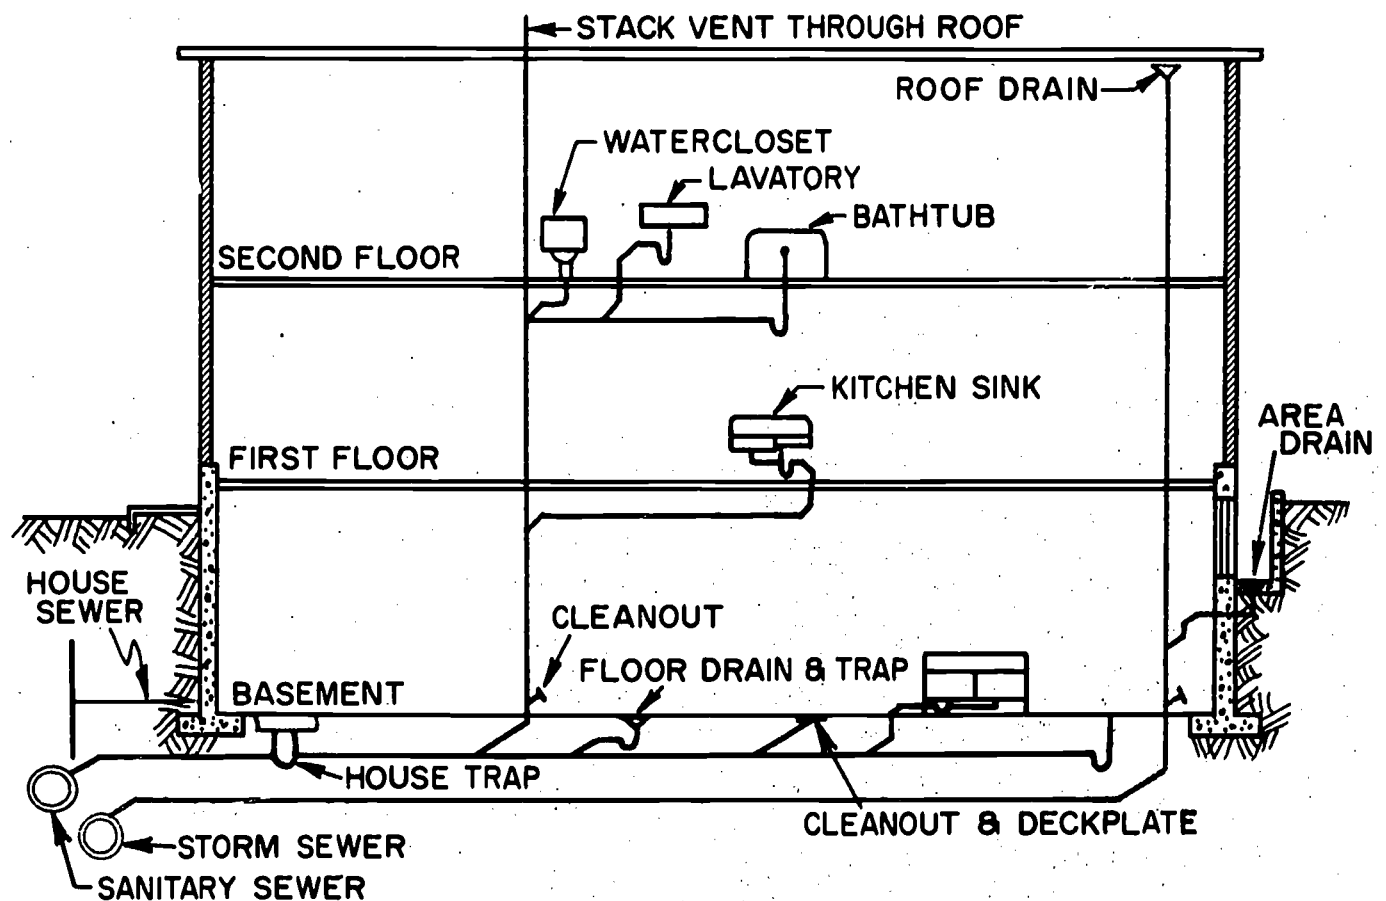 STACK VENT THROUGH ROOF
ROOF DRAIN
WATERCLOSET
LAVATORY
BATHTUB
SECOND FLOOR
KITCHEN SINK
AREA
DRAIN
FIRST FLOOR
HOUSE
SEWER
CLEANOUT
FLOOR DRAIN & TRAP
BASEMENT
HOUSE TRAP
CLEANOUT & DECKPLATE
STORM SEWER
SANITARY SEWER